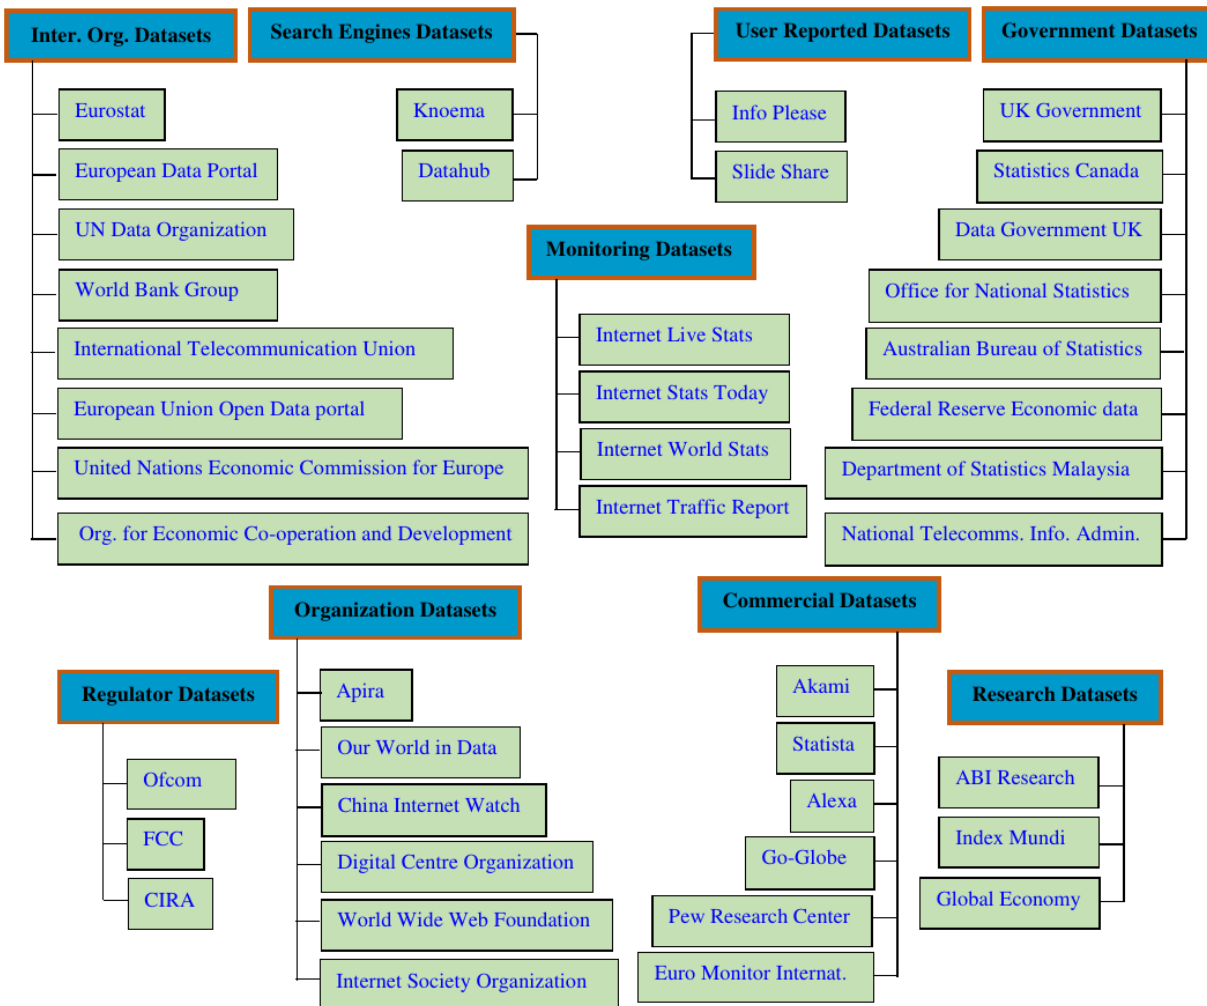 Inter. Org. Datasets
Eurostat
European Data Portal
UN Data Organization
World Bank Group
International Telecommunication Union
European Union Open Data portal
United Nations Economic Commission for Europe
Org. for Economic Co-operation and Development
Search Engines Datasets
Knoema
Datahub
User Reported Datasets
Info Please
Slide Share
Government Datasets
UK Government
Statistics Canada
Data Government UK
Office for National Statistics
Australian Bureau of Statistics
Federal Reserve Economic data
Department of Statistics Malaysia
National Telecomms. Info. Admin.
Monitoring Datasets
Internet Live Stats
Internet Stats Today
Internet World Stats
Internet Traffic Report
Regulator Datasets
Ofcom
FCC
CIRA
Organization Datasets
Apira
Our World in Data
China Internet Watch
Digital Centre Organization
World Wide Web Foundation
Internet Society Organization
Commercial Datasets
Akami
Statista
Alexa
Go-Globe
Pew Research Center
Euro Monitor Internat.
Research Datasets
ABI Research
Index Mundi
Global Economy